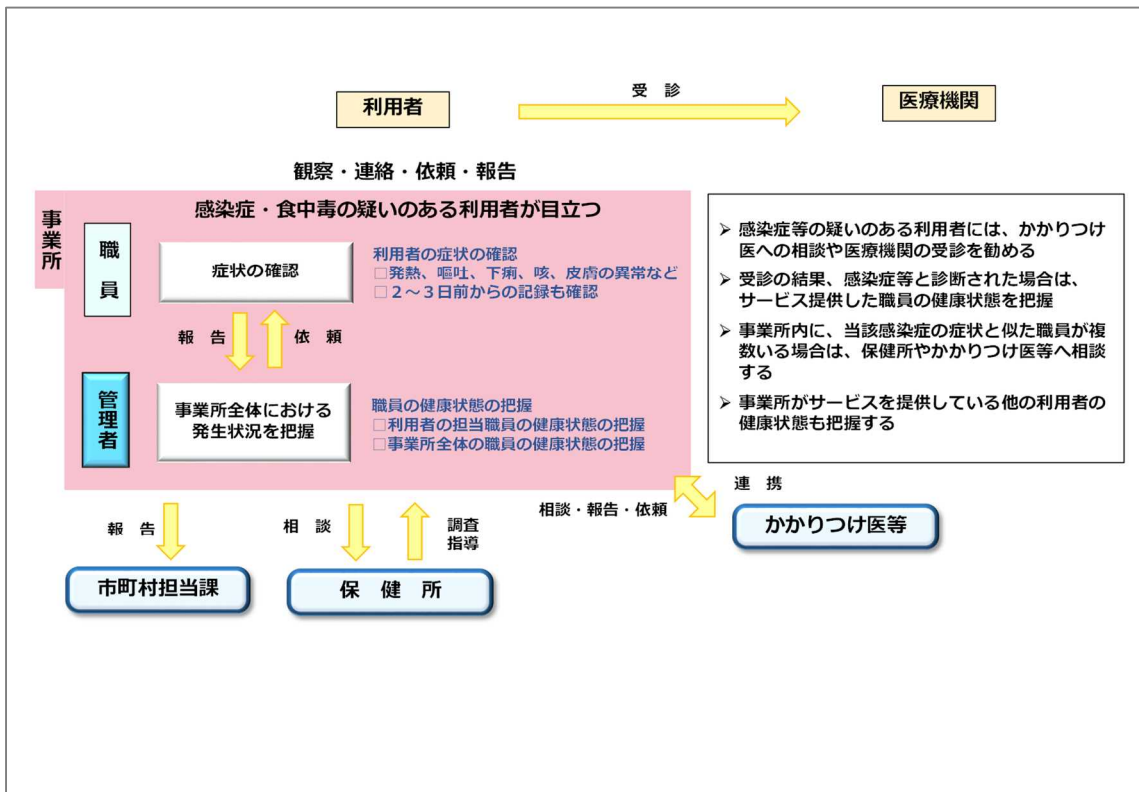 受　診
利用者
医療機関
観察・連絡・依頼・報告
事業所
感染症・食中毒の疑いのある利用者が目立つ
職員
症状の確認
利用者の症状の確認
□発熱、嘔吐、下痢、咳、皮膚の異常など
□２～３日前からの記録も確認
報　告
依　頼
管理者
事業所全体における
発生状況を把握
職員の健康状態の把握
□利用者の担当職員の健康状態の把握
□事業所全体の職員の健康状態の把握
➢ 感染症等の疑いのある利用者には、かかりつけ
医への相談や医療機関の受診を勧める
➢ 受診の結果、感染症等と診断された場合は、
サービス提供した職員の健康状態を把握
➢ 事業所内に、当該感染症の症状と似た職員が複
数いる場合は、保健所やかかりつけ医等へ相談
する
➢ 事業所がサービスを提供している他の利用者の
健康状態も把握する
報　告
相　談
調査
指導
相談・報告・依頼
連　携
かかりつけ医等
市町村担当課
保　健　所